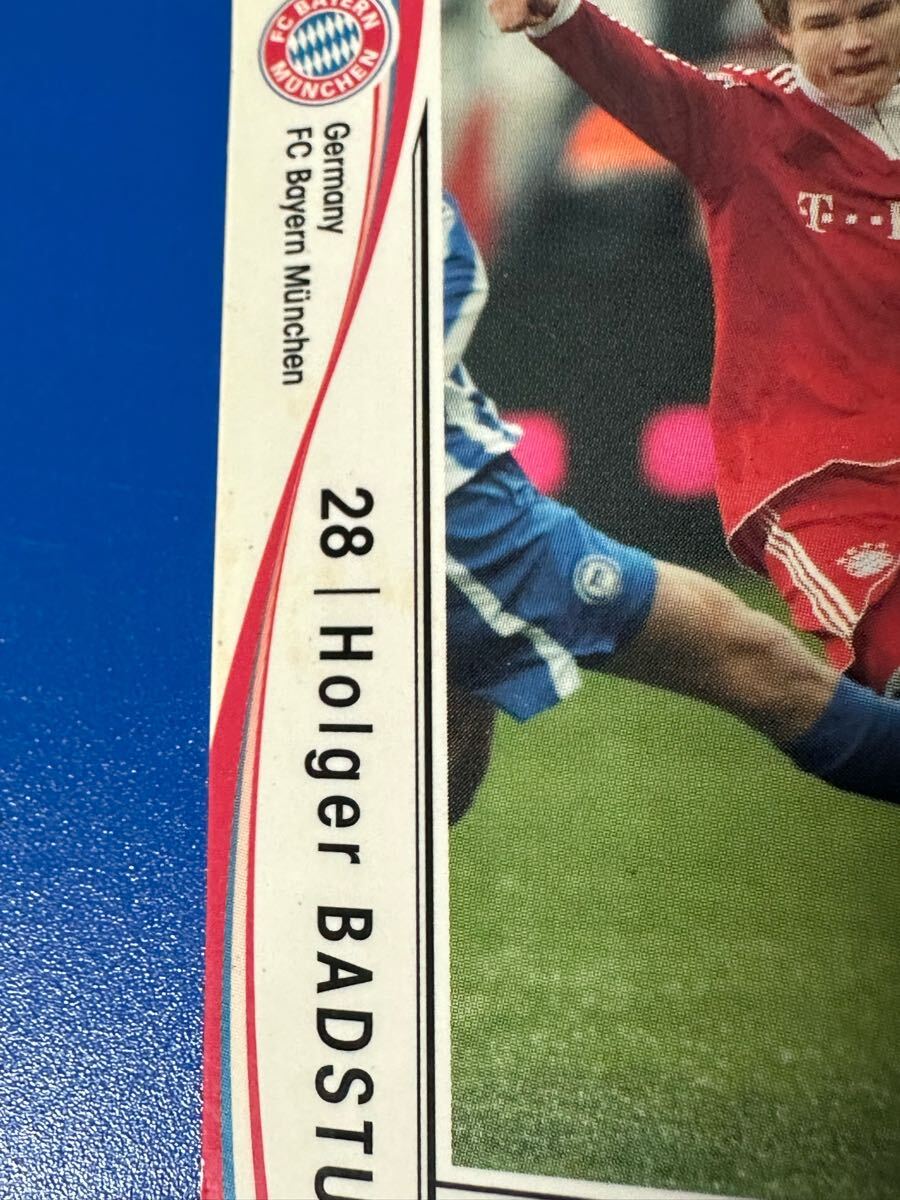 FC BAYERN
MÜNCHEN
Germany
FC Bayern München
28 | Holger BADSTU
T